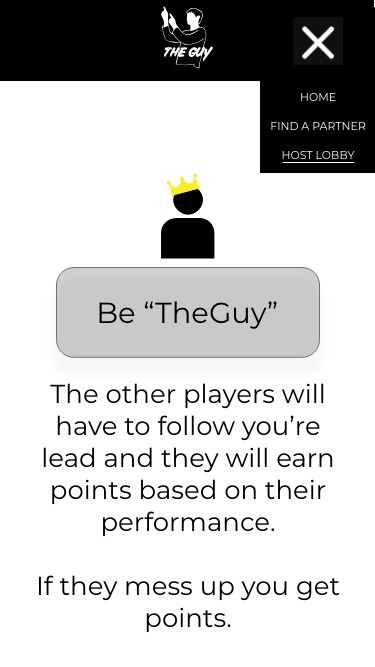 THE GUY
HOME
FIND A PARTNER
HOST LOBBY
Be “TheGuy”
The other players will
have to follow you’re
lead and they will earn
points based on their
performance.
If they mess up you get
points.